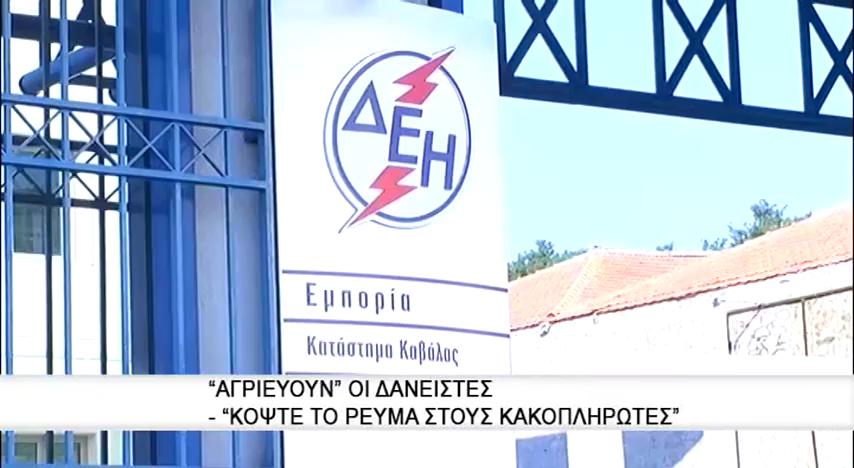 ΔΕΗ
Εμπορία
Κατάστημα Καβάλας
“ΑΓΡΙΕΥΟΥΝ” ΟΙ ΔΑΝΕΙΣΤΕΣ
- “ΚΟΨΤΕ ΤΟ ΡΕΥΜΑ ΣΤΟΥΣ ΚΑΚΟΠΛΗΡΩΤΕΣ”